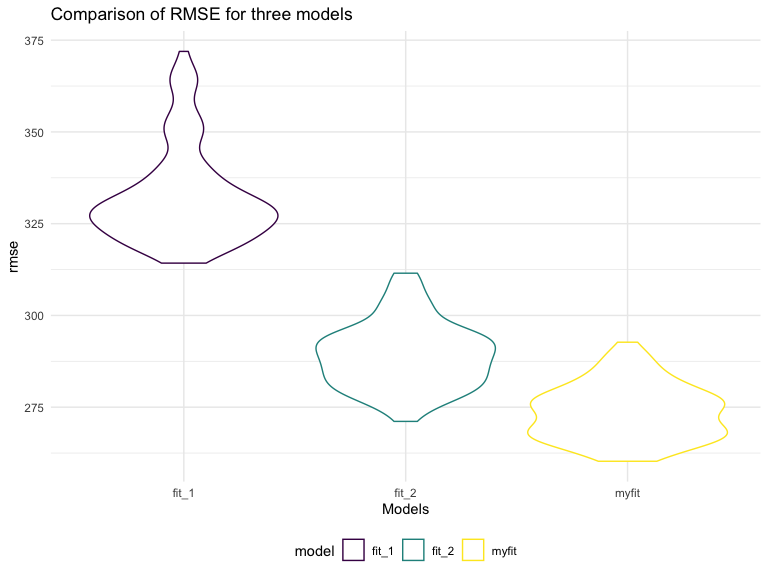 Comparison of RMSE for three models
375
350
325
300
275
rmse
fit_1 fit_2 myfit
Models
model fit_1 fit_2 myfit